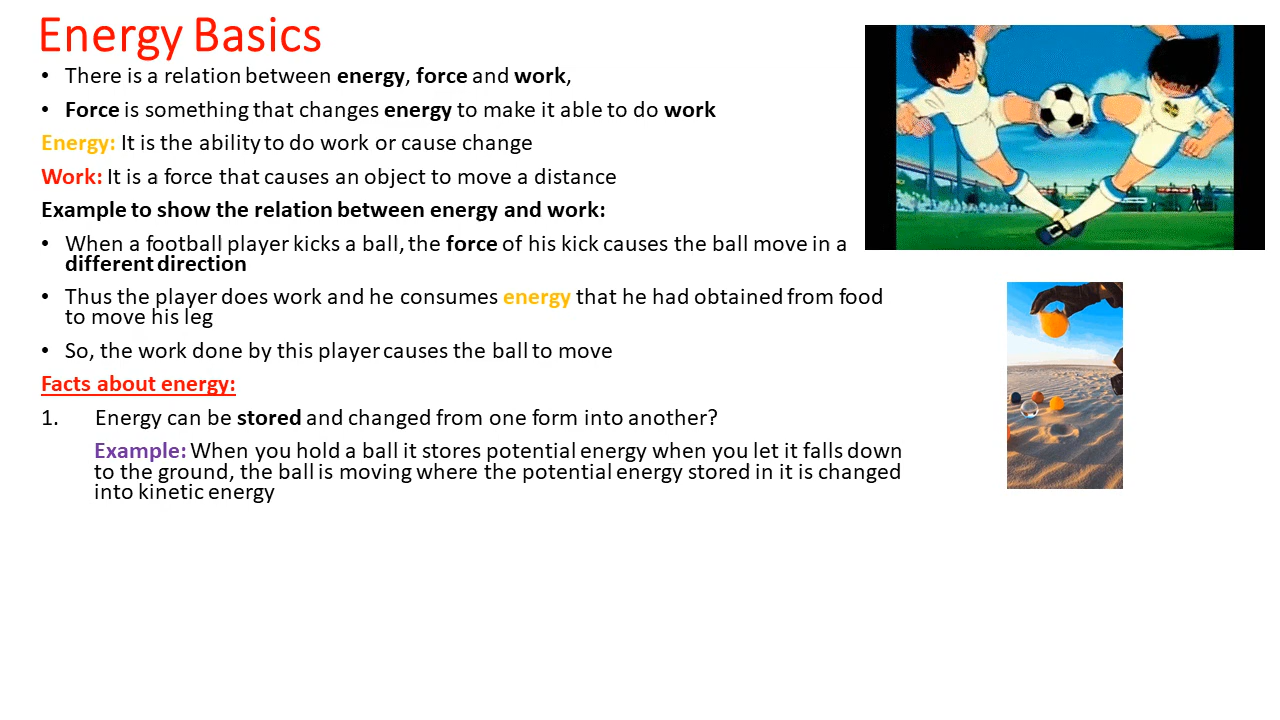 Energy Basics
• There is a relation between energy, force and work,
• Force is something that changes energy to make it able to do work
Energy: It is the ability to do work or cause change
Work: It is a force that causes an object to move a distance
Example to show the relation between energy and work:
• When a football player kicks a ball, the force of his kick causes the ball move in a
different direction
• Thus the player does work and he consumes energy that he had obtained from food
to move his leg
• So, the work done by this player causes the ball to move
Facts about energy:
1. Energy can be stored and changed from one form into another?
Example: When you hold a ball it stores potential energy when you let it falls down
to the ground, the ball is moving where the potential energy stored in it is changed
into kinetic energy